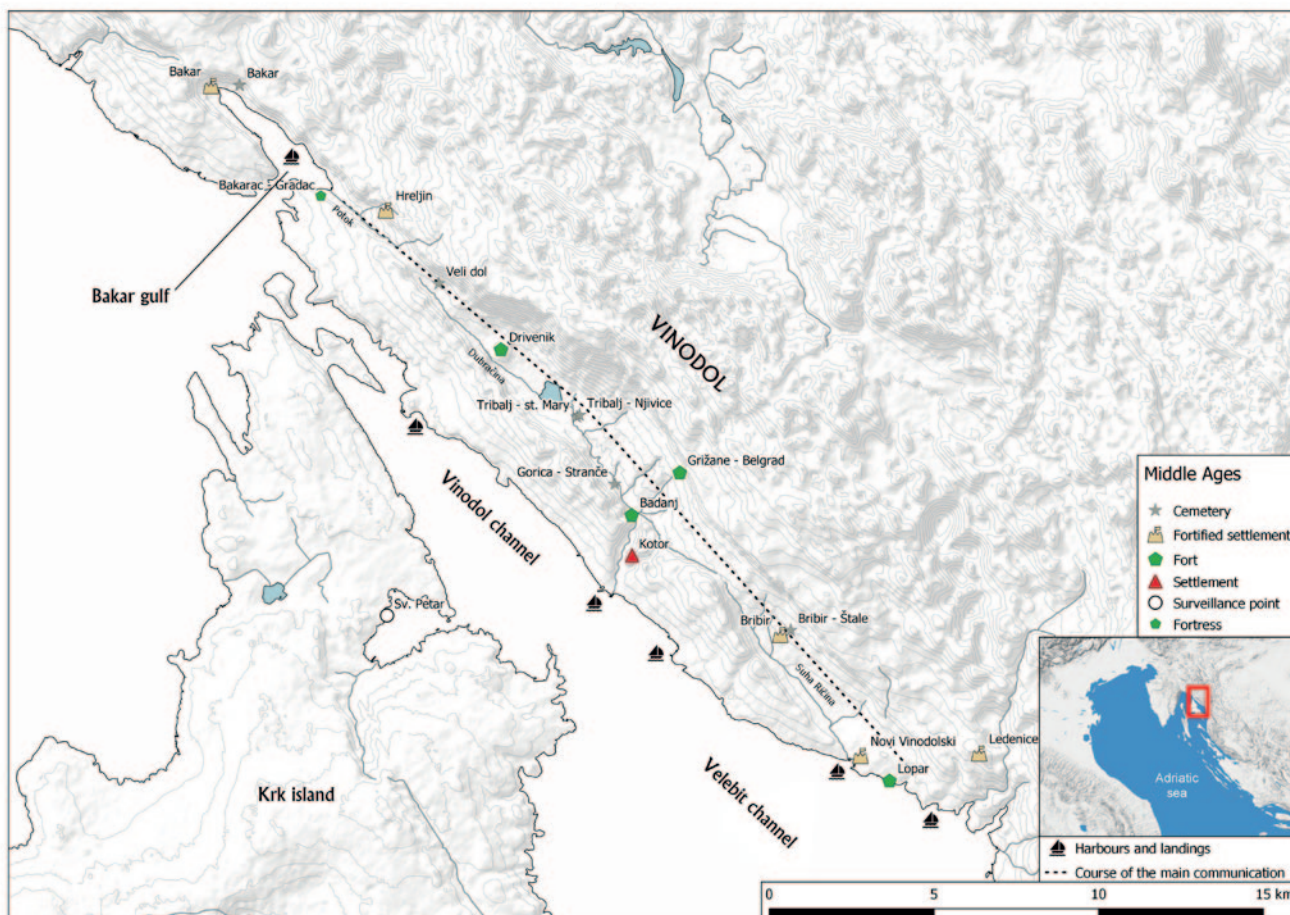 Bakar
Bakar
Bakarac - Gradac
Hreljin
Potok
Bakar gulf
Veli dol
VINODOL
Drivenik
Dubračina
Tribalj - st. Mary
Tribalj - Njivice
Gorica - Stranče
Grižane - Belgrad
Vinodol channel
Badanj
Kotor
Sv. Petar
Bribir
Bribir - Štale
Suha Ričina
Krk island
Velebit channel
Novi Vinodolski
Ledenice
Lopar
Middle Ages
Cemetery
Fortified settlement
Fort
Settlement
Surveillance point
Fortress
Adriatic
sea
Harbours and landings
Course of the main communication
0 5 10 15 km